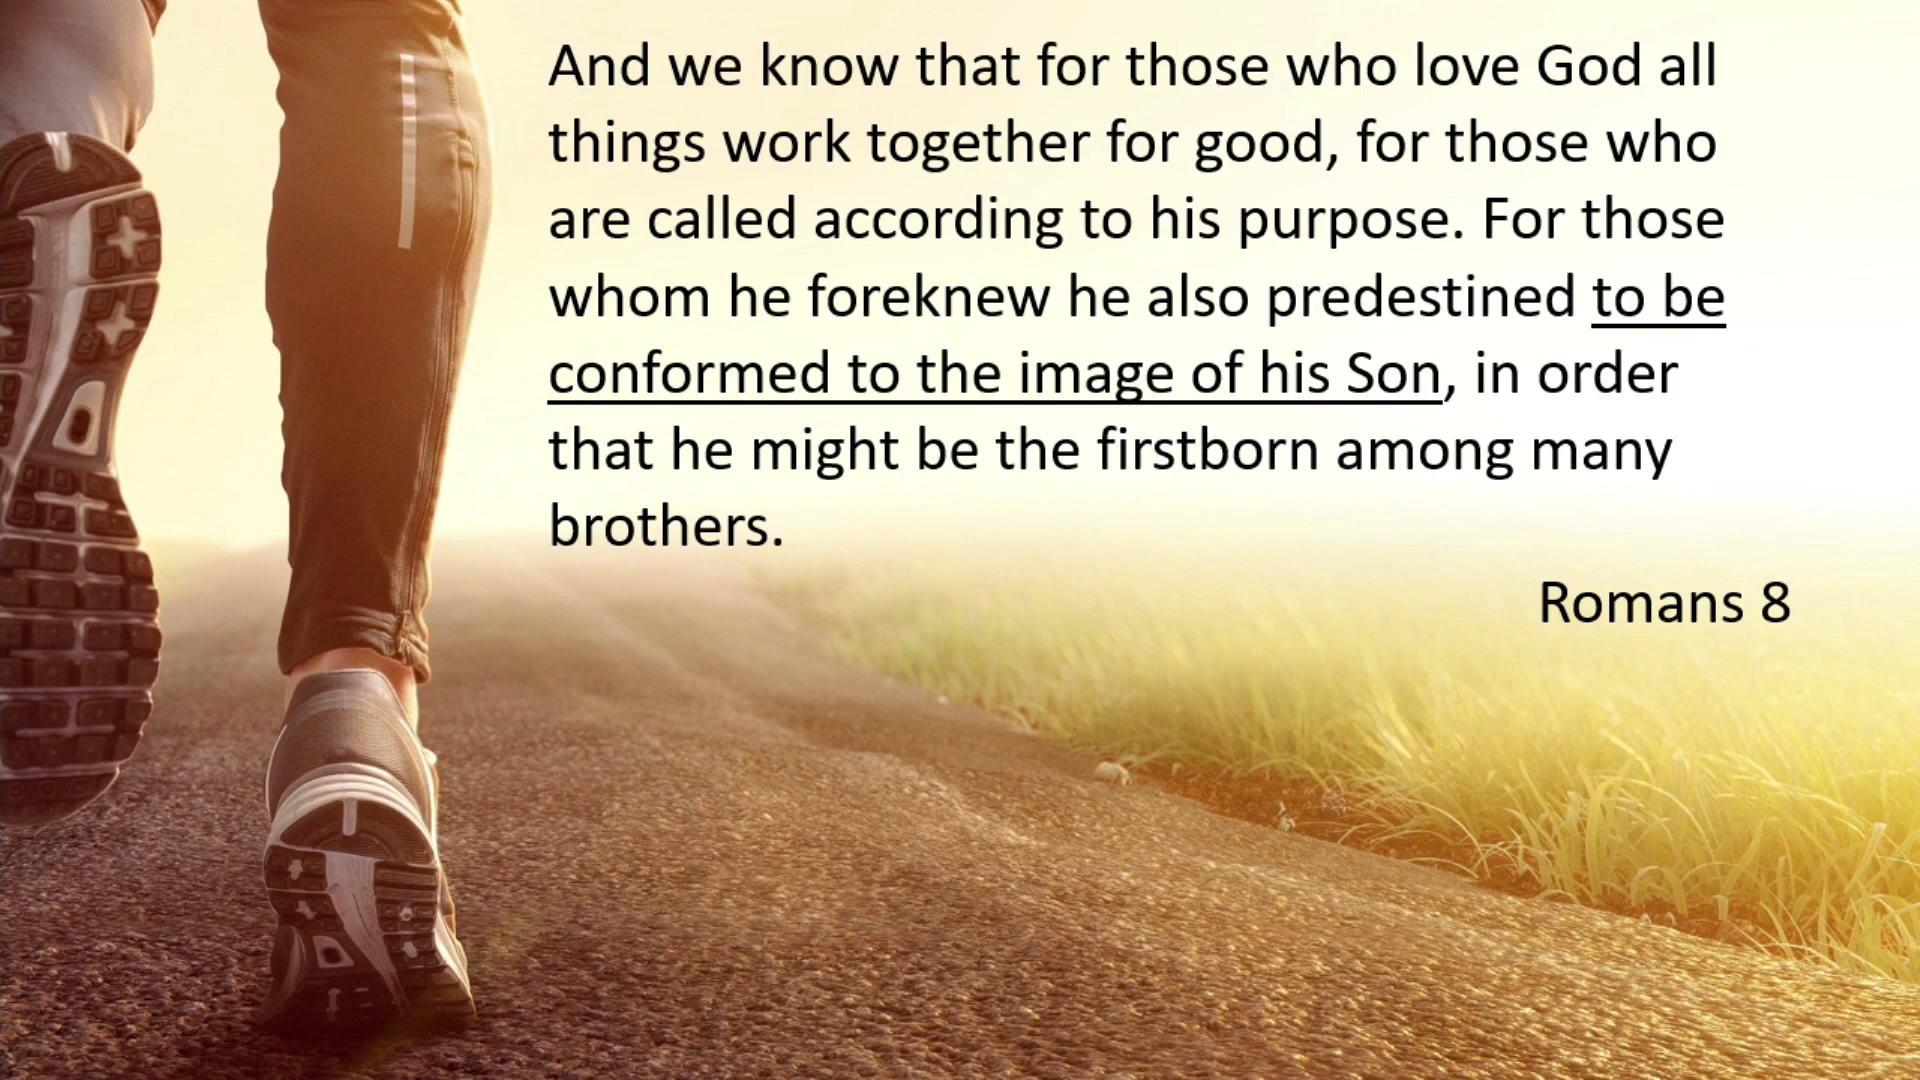 And we know that for those who love God all
things work together for good, for those who
are called according to his purpose. For those
whom he foreknew he also predestined to be
conformed to the image of his Son, in order
that he might be the firstborn among many
brothers.
Romans 8